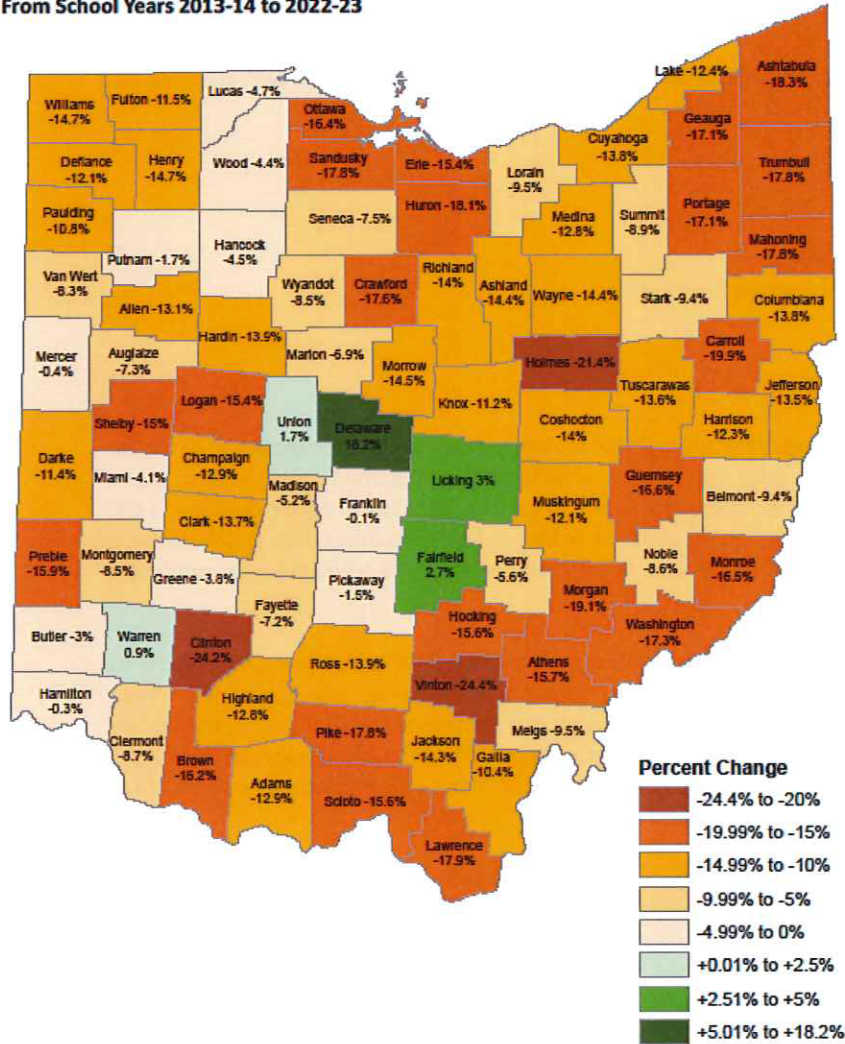 From School Years 2013-14 to 2022-23
Williams
-14.7%
Fulton -11.5%
Lucas -4.7%
Ottawa
-16.4%
Lake -12.4%
Ashtabula
-18.3%
Geauga
-17.1%
Cuyahoga
-13.8%
Defiance
-12.1%
Henry
-14.7%
Wood -4.4%
Sandusky
-17.8%
Erie -15.4%
Lorain
-9.5%
Trumbull
-17.8%
Paulding
-10.8%
Seneca -7.5%
Huron -18.1%
Medina
-12.8%
Summit
-8.9%
Portage
-17.1%
Mahoning
-17.8%
Putnam -1.7%
Hancock
-4.5%
Van Wert
-8.3%
Allen -13.1%
Wyandot
-8.5%
Crawford
-17.6%
Richland
-14%
Ashland
-14.4%
Wayne -14.4%
Stark -9.4%
Columbiana
-13.8%
Hardin -13.9%
Mercer
-0.4%
Auglaize
-7.3%
Marion -6.9%
Morrow
-14.5%
Holmes -21.4%
Carroll
-19.9%
Tuscarawas
-13.6%
Jefferson
-13.5%
Shelby -15%
Logan -15.4%
Union
1.7%
Delaware
18.2%
Knox -11.2%
Coshocton
-14%
Harrison
-12.3%
Darke
-11.4%
Miami -4.1%
Champaign
-12.9%
Madison
-5.2%
Franklin
-0.1%
Licking 3%
Muskingum
-12.1%
Guernsey
-16.6%
Belmont -9.4%
Clark -13.7%
Preble
-15.9%
Montgomery
-8.5%
Greene -3.8%
Pickaway
-1.5%
Fairfield
2.7%
Perry
-5.6%
Noble
-8.6%
Monroe
-16.5%
Morgan
-19.1%
Fayette
-7.2%
Butler -3%
Warren
0.9%
Clinton
-24.2%
Hocking
-15.6%
Washington
-17.3%
Ross -13.9%
Athens
-15.7%
Vinton -24.4%
Hamilton
-0.3%
Highland
-12.8%
Clermont
-8.7%
Brown
-16.2%
Pike -17.8%
Jackson
-14.3%
Meigs -9.5%
Gallia
-10.4%
Adams
-12.9%
Scioto -15.6%
Lawrence
-17.9%
Percent Change
-24.4% to -20%
-19.99% to -15%
-14.99% to -10%
-9.99% to -5%
-4.99% to 0%
+0.01% to +2.5%
+2.51% to +5%
+5.01% to +18.2%